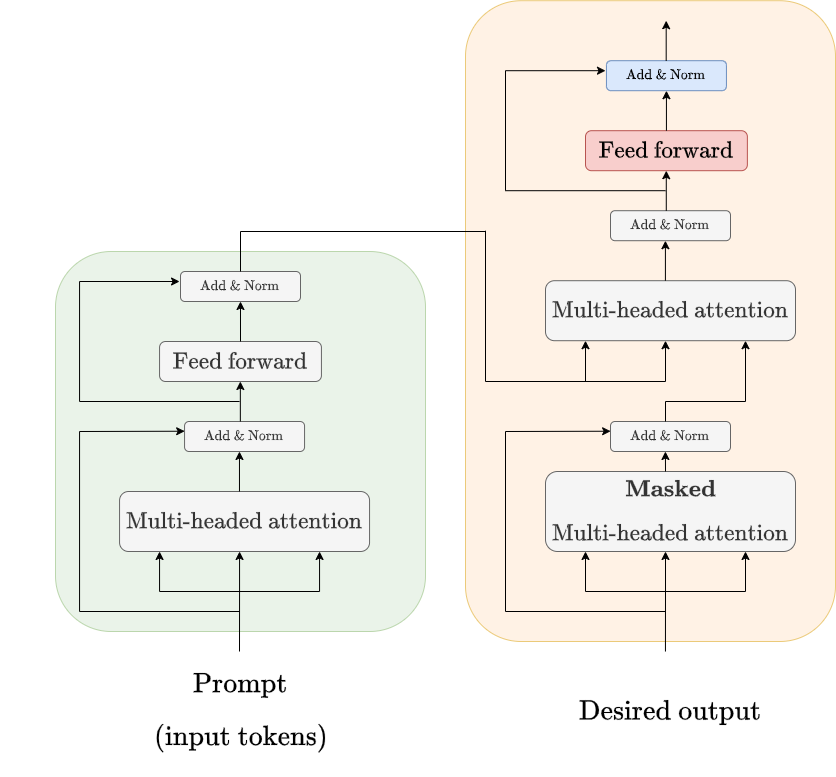 Add & Norm
Feed forward
Add & Norm
Multi-headed attention
Prompt
(input tokens)
Add & Norm
Feed forward
Add & Norm
Multi-headed attention
Add & Norm
Masked
Multi-headed attention
Desired output